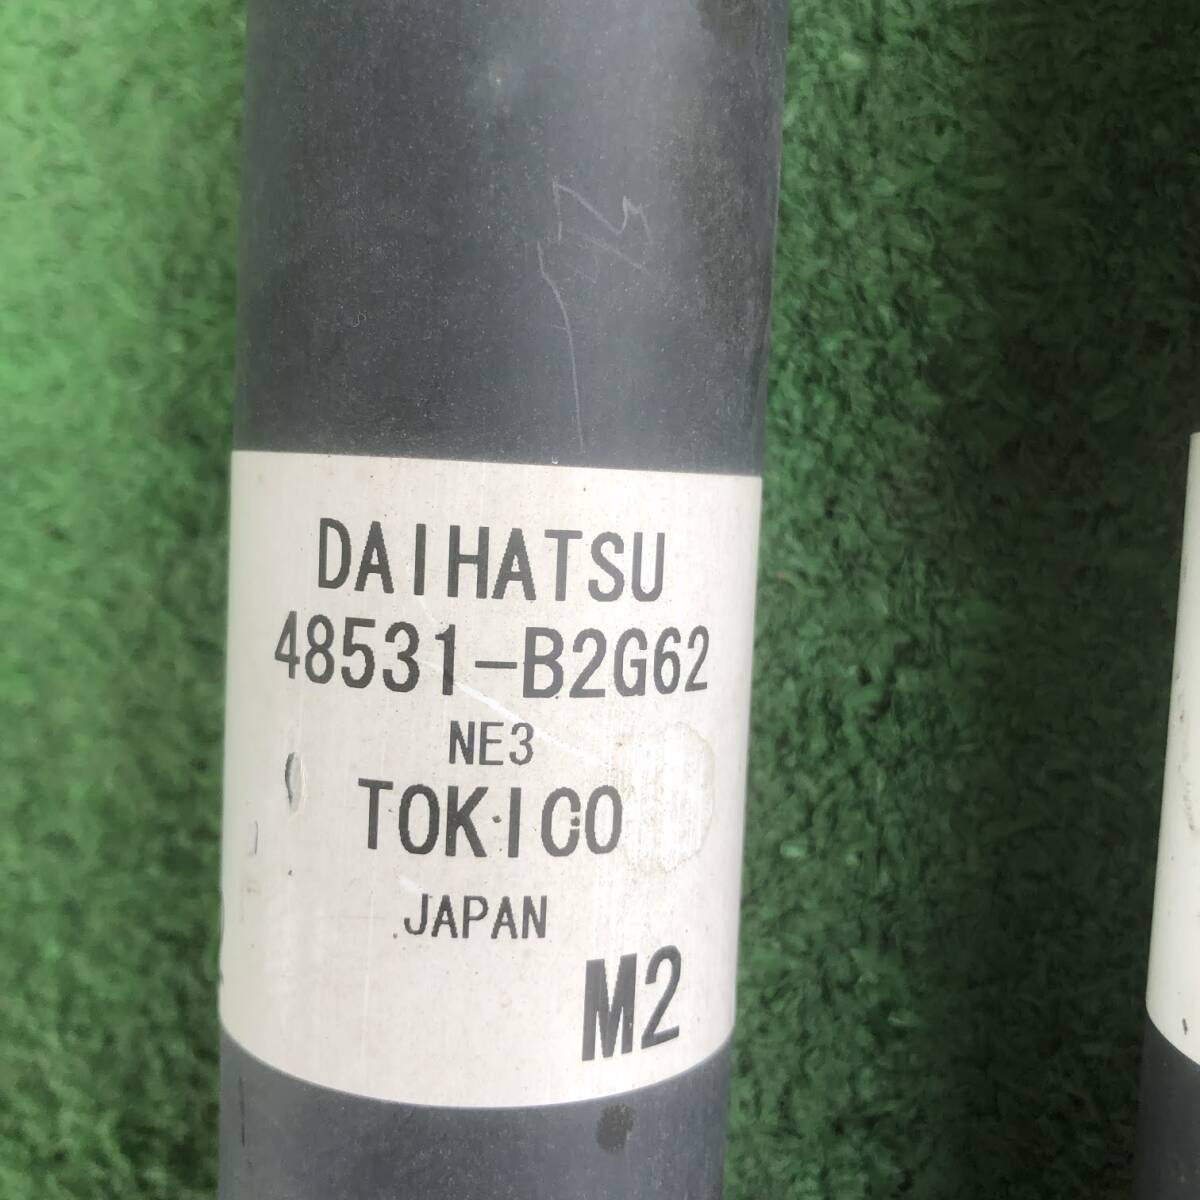 DAIHATSU
48531-B2G62
NE3
TOKICO
JAPAN
M2